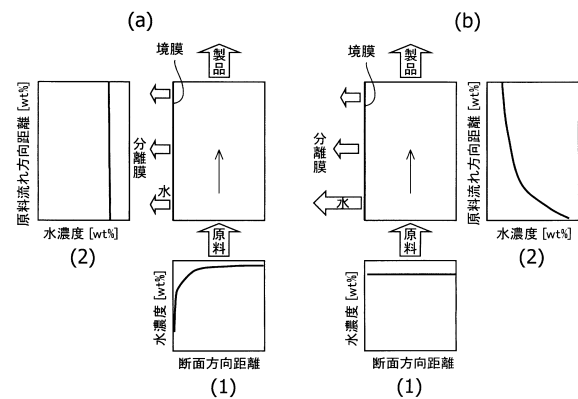 (a)
製品
境膜
原料流れ方向距離 [wt%]
水濃度 [wt%]
(2)
分離膜
水
原料
水濃度 [wt%]
断面方向距離
(1)
(b)
製品
境膜
分離膜
水
原料
原料流れ方向距離 [wt%]
水濃度 [wt%]
(2)
水濃度 [wt%]
断面方向距離
(1)